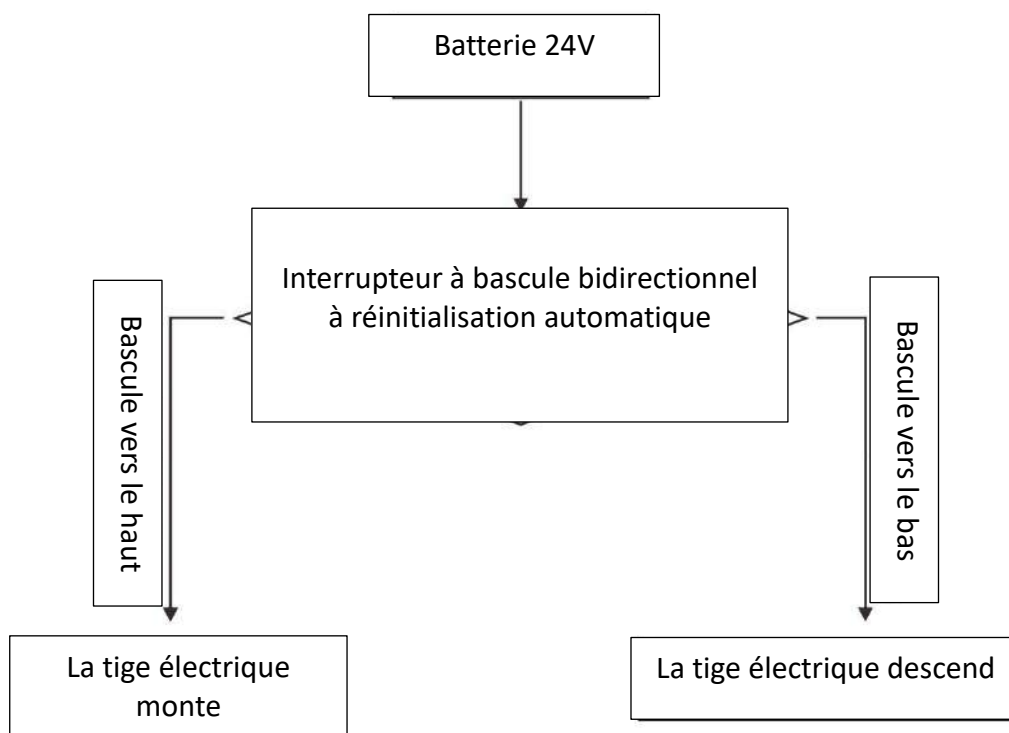 Batterie 24V
Interrupteur à bascule bidirectionnel
à réinitialisation automatique
Bascule vers le haut
Bascule vers le bas
La tige électrique
monte
La tige électrique descend